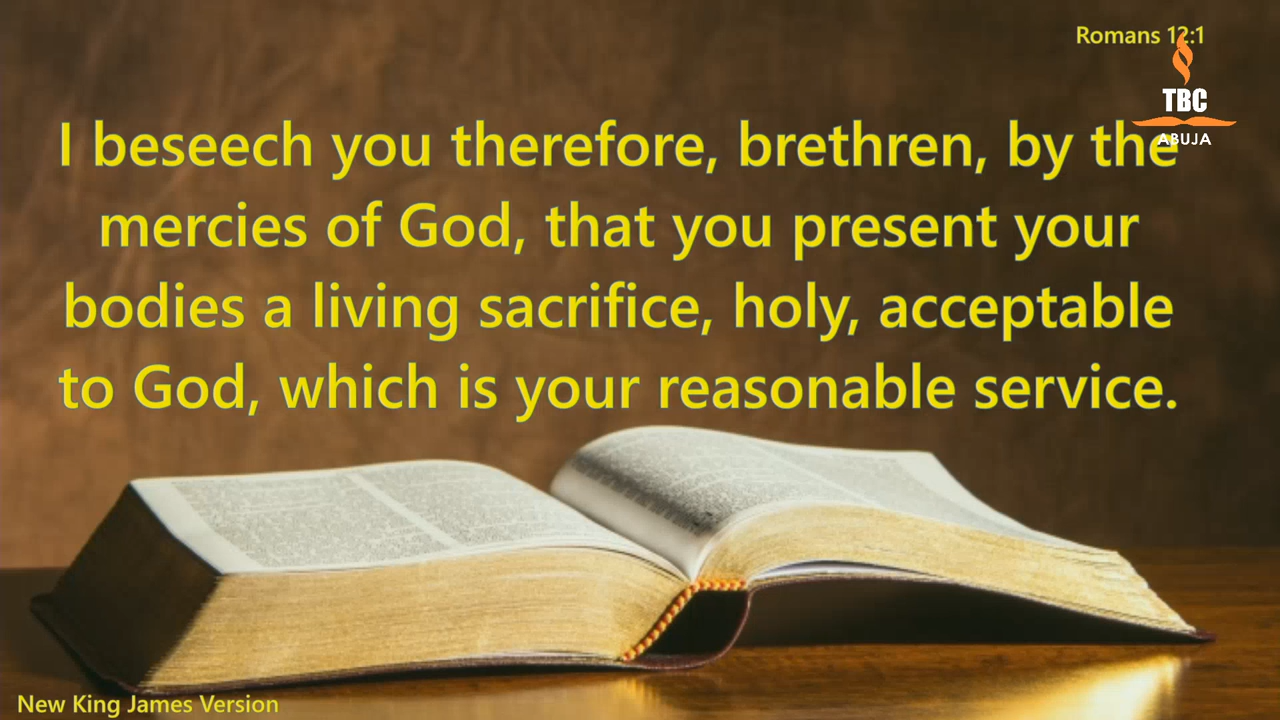 Romans 12:1
TBC
ABUJA
I beseech you therefore, brethren, by the
mercies of God, that you present your
bodies a living sacrifice, holy, acceptable
to God, which is your reasonable service.
New King James Version